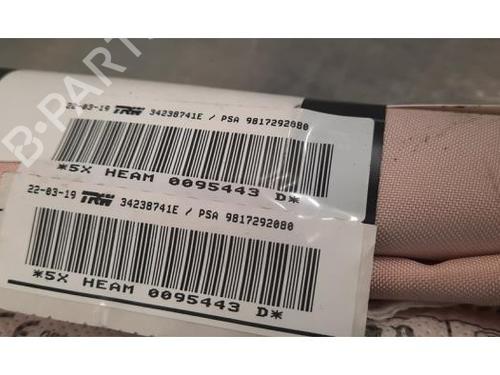 B-PARTS
22-03-19 TRW 34238741E / PSA 9817292080
*5X HEAM 0095443 D*
22-03-19 TRW 34238741E / PSA 9817292080
*5X HEAM 0095443 D*